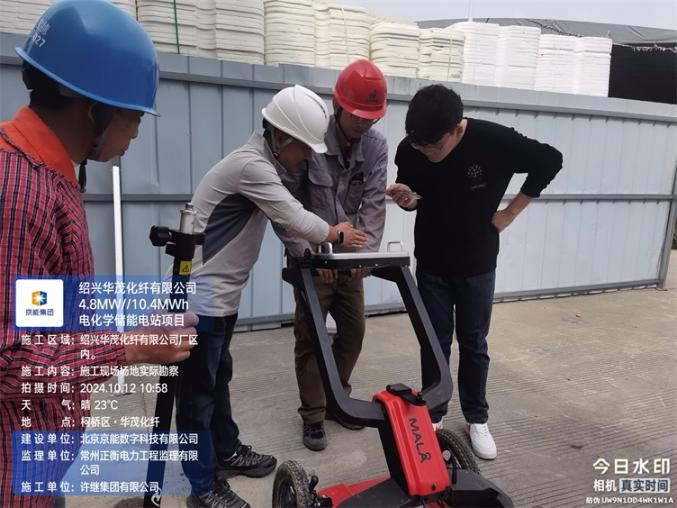 京能集团
绍兴华茂化纤有限公司
4.8MW//10.4MWh
电化学储能电站项目
施工区域：绍兴华茂化纤有限公司厂区
内。
施工内容：施工现场场地实际勘察
拍摄时间：2024.10.12 10:58
天气：晴 23℃
地点：柯桥区·华茂化纤
建设单位：北京京能数字科技有限公司
监理单位：常州正衡电力工程监理有限
公司
施工单位：许继集团有限公司
MALÅ
今日水印
相机 真实时间
防伪 UW9N1DD4WK1W1A